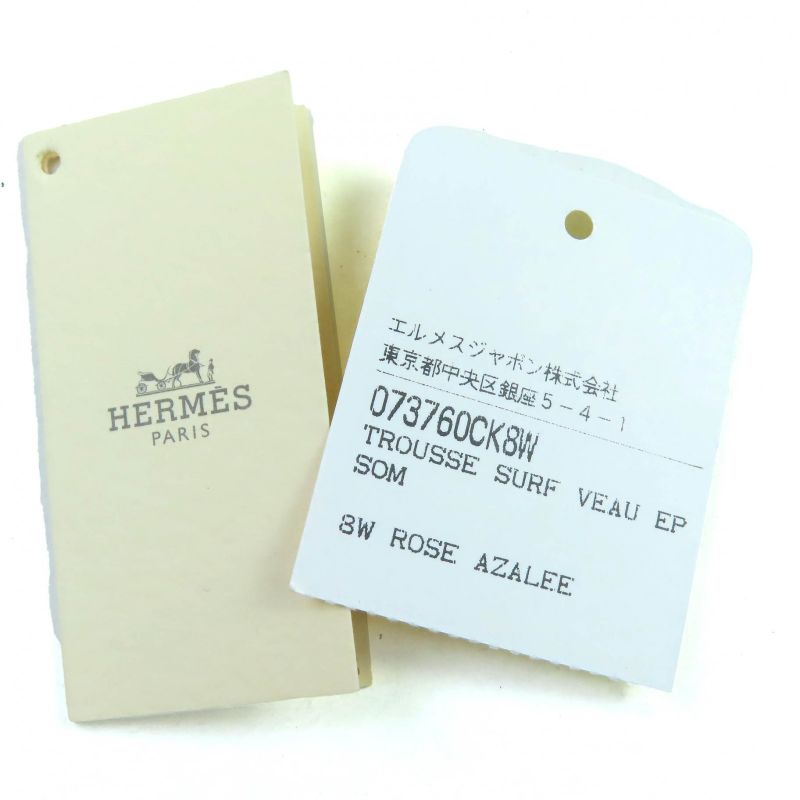 HERMÈS
PARIS
エルメスジャポン株式会社
東京都中央区銀座５－４－１
073760CK8W
TROUSSE SURF VEAU EP
SOM
8W ROSE AZALEE